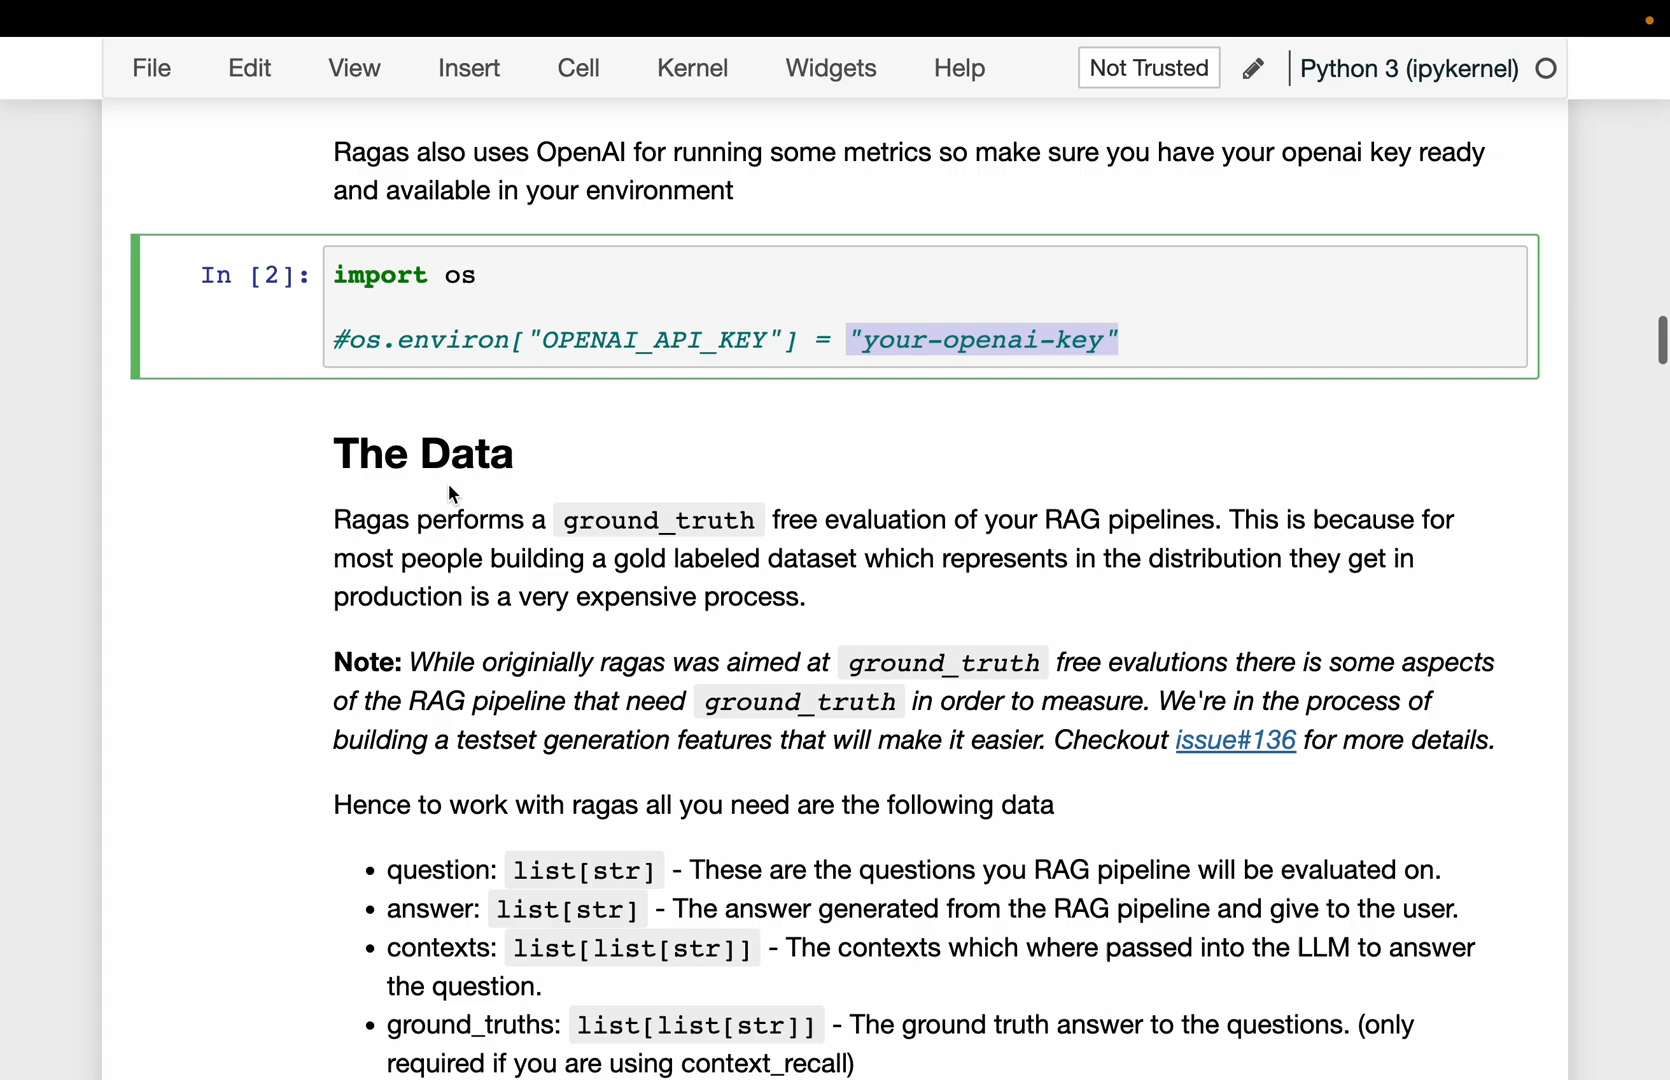 File Edit View Insert Cell Kernel Widgets Help Not Trusted Python 3 (ipykernel)
Ragas also uses OpenAI for running some metrics so make sure you have your openai key ready
and available in your environment
In [2]: import os
#os.environ["OPENAI_API_KEY"] = "your-openai-key"
The Data
Ragas performs a ground_truth free evaluation of your RAG pipelines. This is because for
most people building a gold labeled dataset which represents in the distribution they get in
production is a very expensive process.
Note: While originially ragas was aimed at ground_truth free evalutions there is some aspects
of the RAG pipeline that need ground_truth in order to measure. We're in the process of
building a testset generation features that will make it easier. Checkout issue#136 for more details.
Hence to work with ragas all you need are the following data
• question: list[str] - These are the questions you RAG pipeline will be evaluated on.
• answer: list[str] - The answer generated from the RAG pipeline and give to the user.
• contexts: list[list[str]] - The contexts which where passed into the LLM to answer
the question.
• ground_truths: list[list[str]] - The ground truth answer to the questions. (only
required if you are using context_recall)